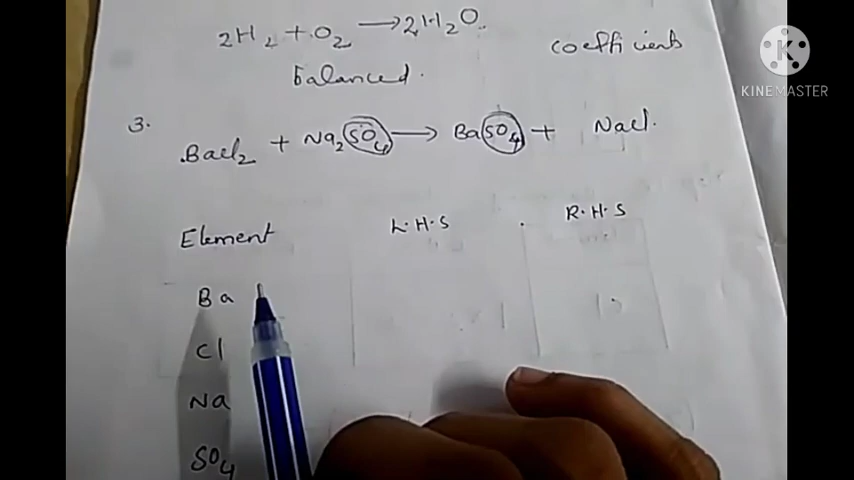 2H2 + O2 → 2H2O.
coefficients
balanced.
KINEMASTER
3.
BaCl2 + Na2SO4 → BaSO4 + NaCl.
Element L.H.S R.H.S
Ba
Cl
Na
SO4